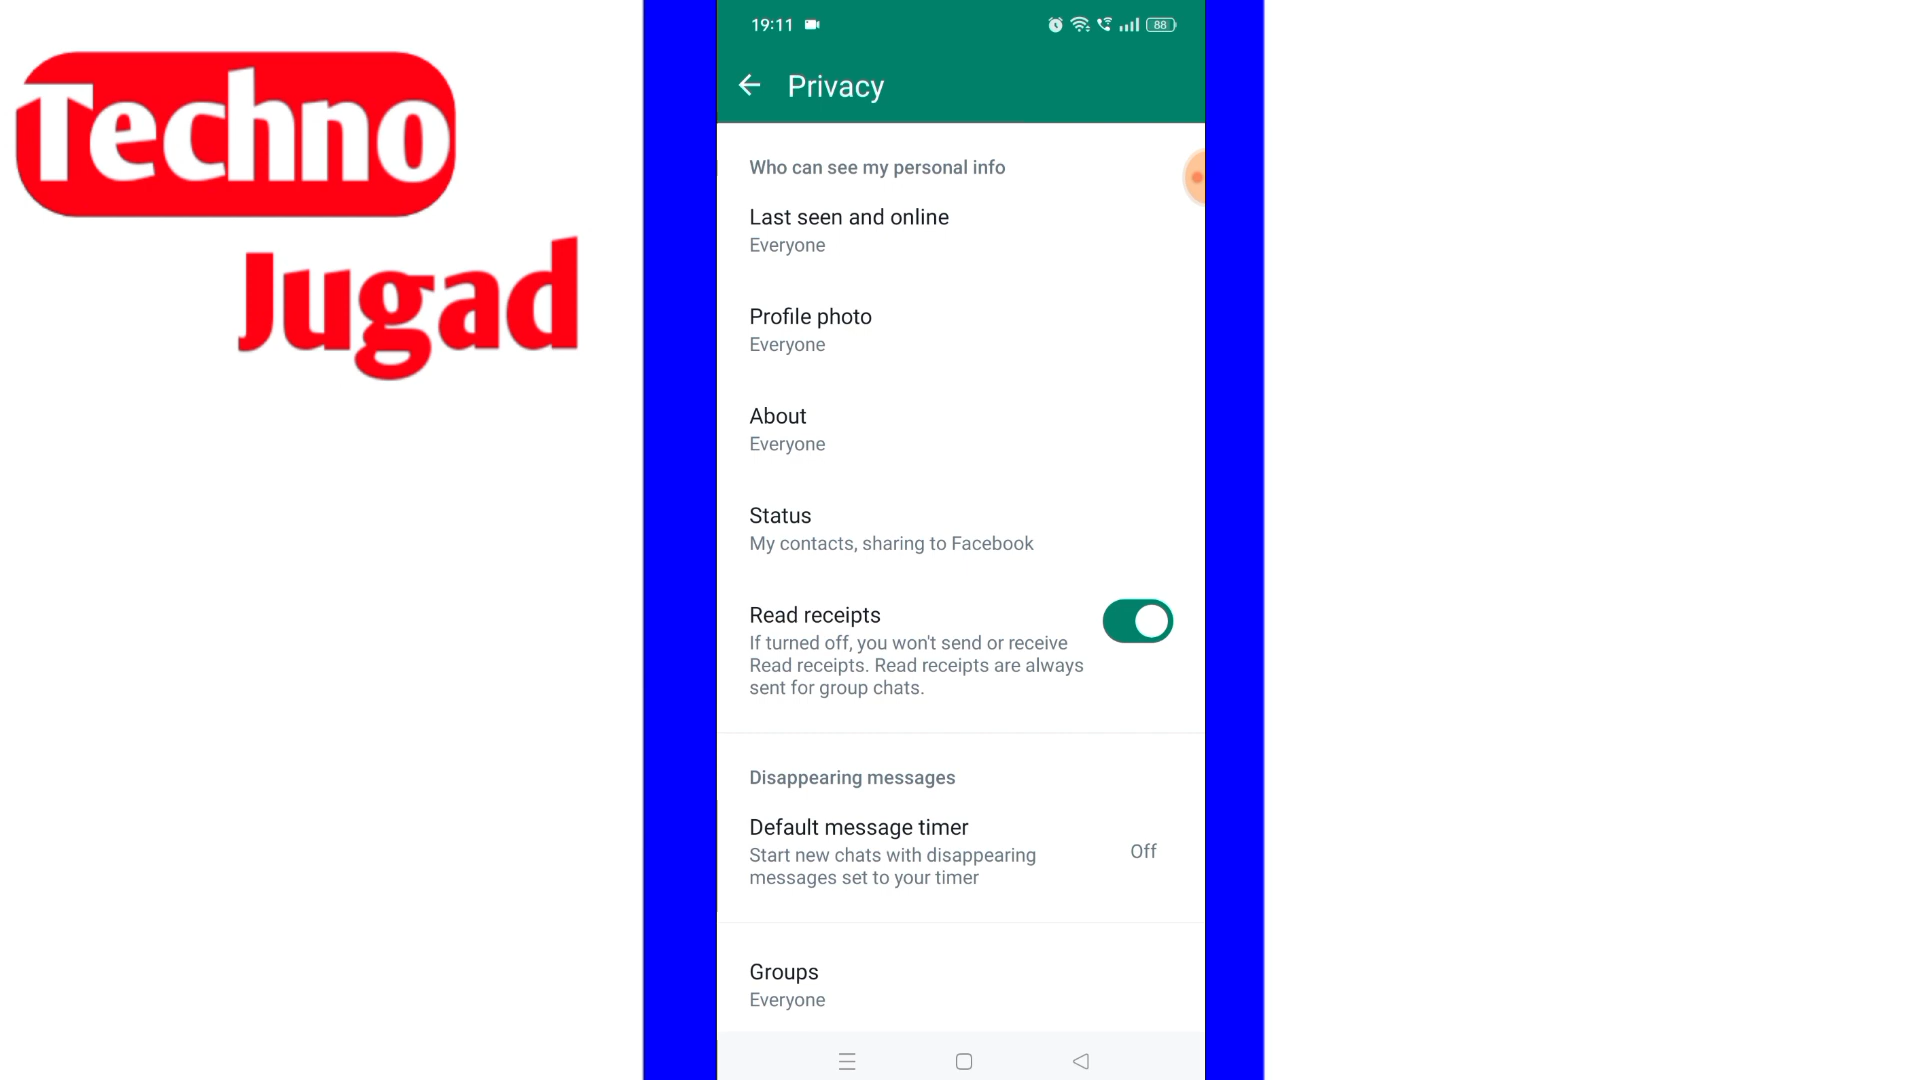 Techno
Jugad
19:11
88
Privacy
Who can see my personal info
Last seen and online
Everyone
Profile photo
Everyone
About
Everyone
Status
My contacts, sharing to Facebook
Read receipts
If turned off, you won't send or receive
Read receipts. Read receipts are always
sent for group chats.
Disappearing messages
Default message timer
Start new chats with disappearing
messages set to your timer
Off
Groups
Everyone